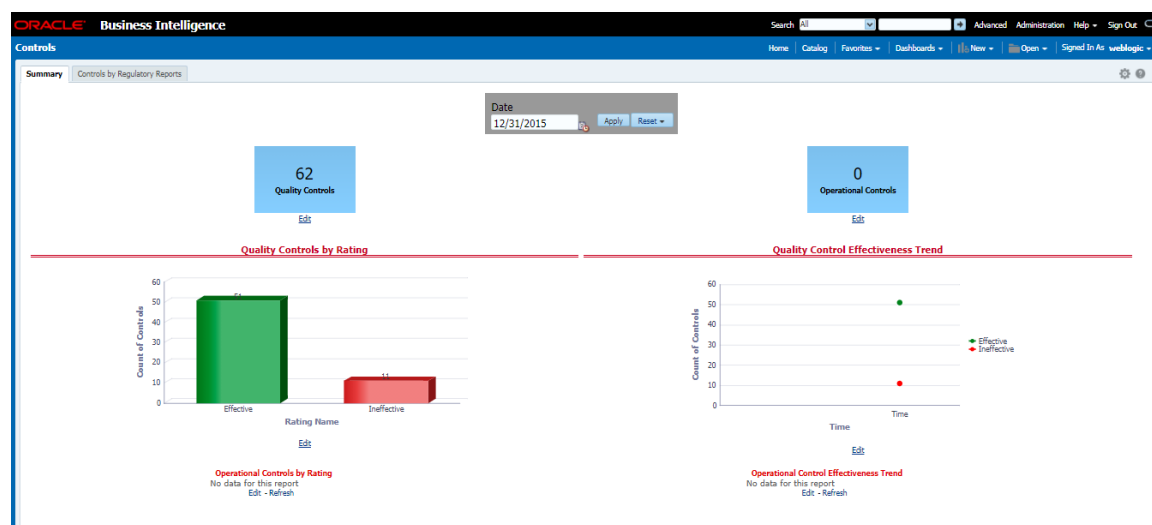 ORACLE Business Intelligence
Search All Advanced Administration Help Sign Out
Controls
Home Catalog Favorites Dashboards New Open Signed In As weblogic
Summary Controls by Regulatory Reports
Date
12/31/2015 Apply Reset
62
Quality Controls
Edit
0
Operational Controls
Edit
Quality Controls by Rating
60
50
40
30
20
10
0
Count of Controls
51
11
Effective Ineffective
Rating Name
Edit
Quality Control Effectiveness Trend
60
50
40
30
20
10
0
Count of Controls
Effective
Ineffective
Time
Time
Edit
Operational Controls by Rating
No data for this report
Edit - Refresh
Operational Control Effectiveness Trend
No data for this report
Edit - Refresh